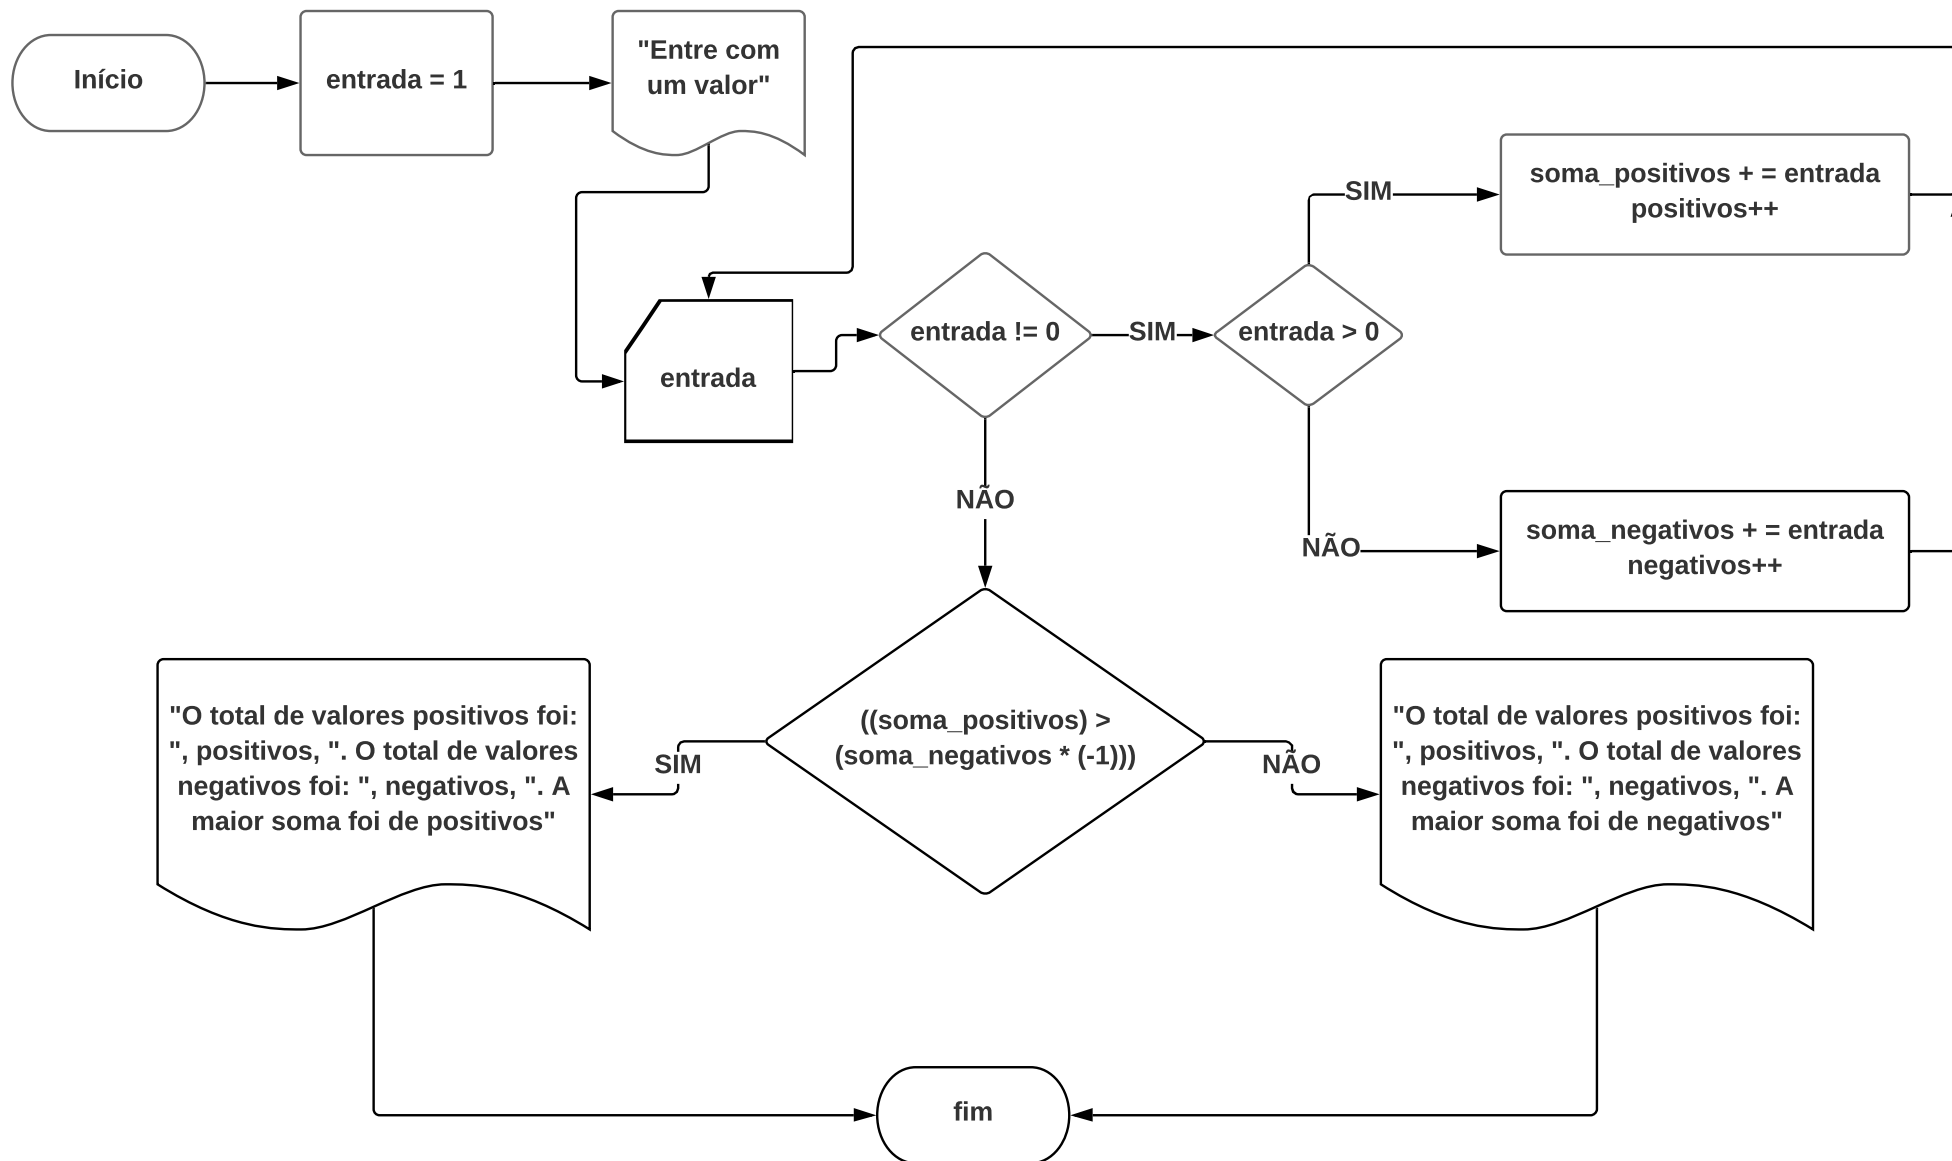 Início
entrada = 1
"Entre com
um valor"
entrada
entrada != 0
SIM
entrada > 0
SIM
soma_positivos + = entrada
positivos++
NÃO
soma_negativos + = entrada
negativos++
NÃO
((soma_positivos) >
(soma_negativos * (-1)))
SIM
"O total de valores positivos foi:
", positivos, ". O total de valores
negativos foi: ", negativos, ". A
maior soma foi de positivos"
NÃO
"O total de valores positivos foi:
", positivos, ". O total de valores
negativos foi: ", negativos, ". A
maior soma foi de negativos"
fim